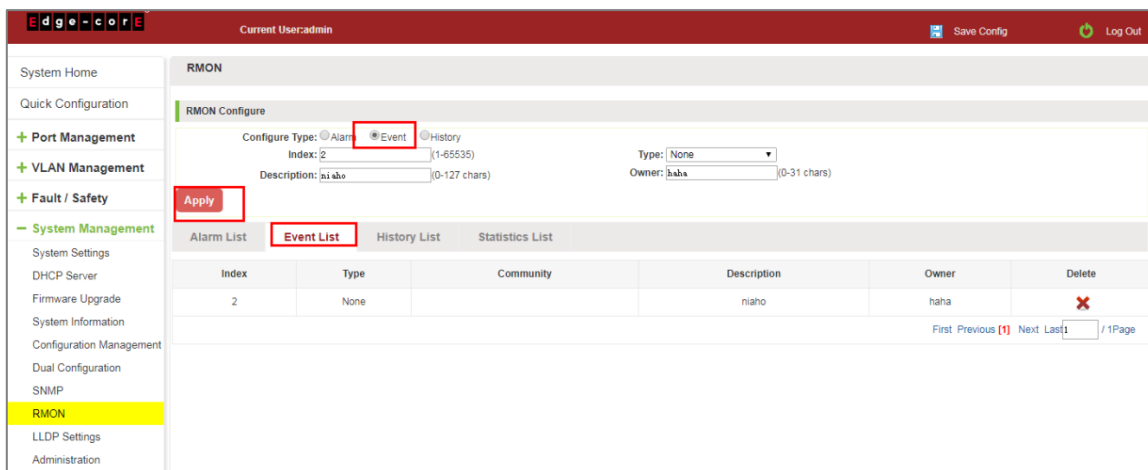 Edge-corE
Current User:admin
Save Config
Log Out
System Home
Quick Configuration
+ Port Management
+ VLAN Management
+ Fault / Safety
− System Management
System Settings
DHCP Server
Firmware Upgrade
System Information
Configuration Management
Dual Configuration
SNMP
RMON
LLDP Settings
Administration
RMON
RMON Configure
Configure Type: Alarm Event History
Index: 2 (1-65535) Type: None
Description: niaho (0-127 chars) Owner: haha (0-31 chars)
Apply
Alarm List Event List History List Statistics List
Index Type Community Description Owner Delete
2 None niaho haha
First Previous [1] Next Last 1 / 1Page